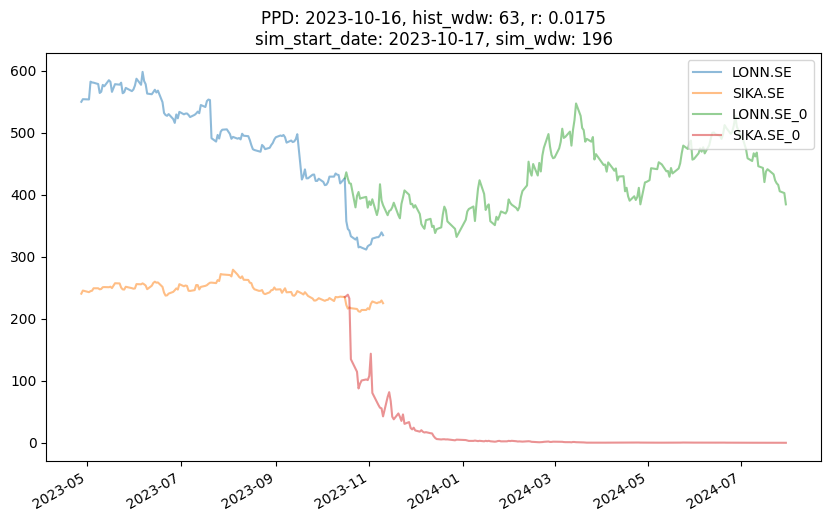 PPD: 2023-10-16, hist_wdw: 63, r: 0.0175
sim_start_date: 2023-10-17, sim_wdw: 196
LONN.SE
SIKA.SE
LONN.SE_0
SIKA.SE_0
600
500
400
300
200
100
0
2023-05
2023-07
2023-09
2023-11
2024-01
2024-03
2024-05
2024-07